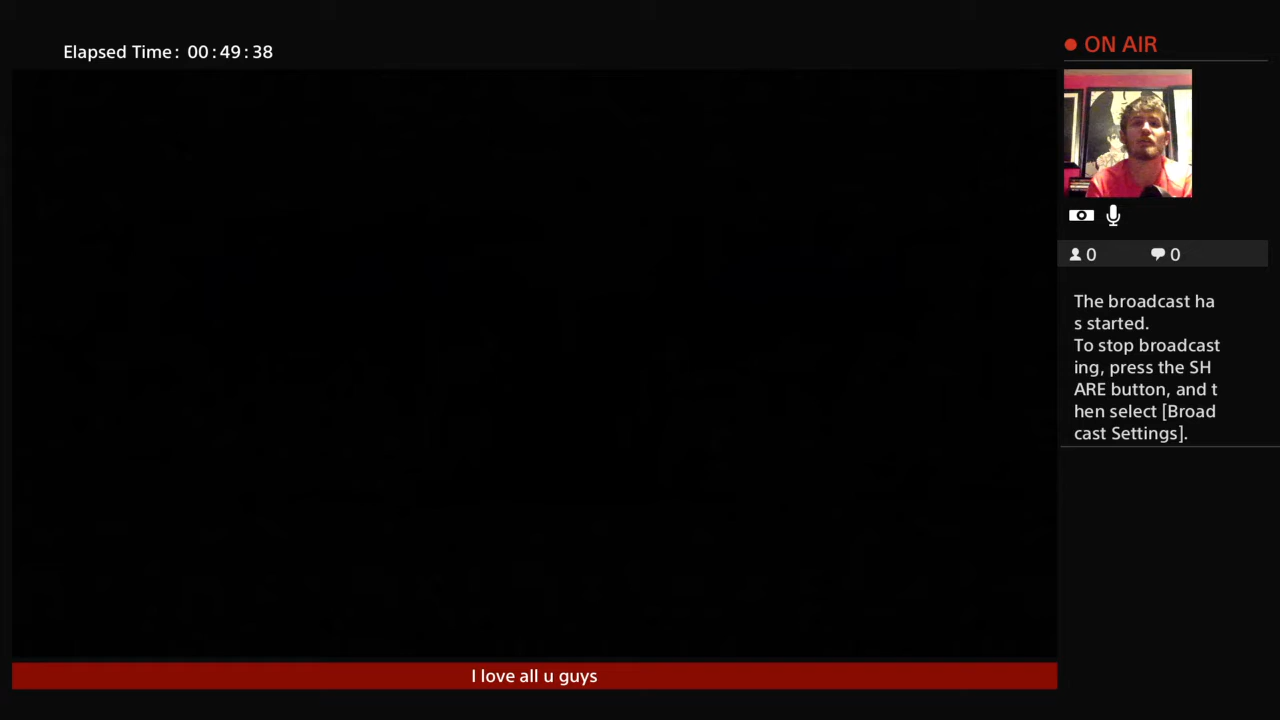 Elapsed Time: 00:49:38
ON AIR
0 0
The broadcast ha
s started.
To stop broadcast
ing, press the SH
ARE button, and t
hen select [Broad
cast Settings].
I love all u guys